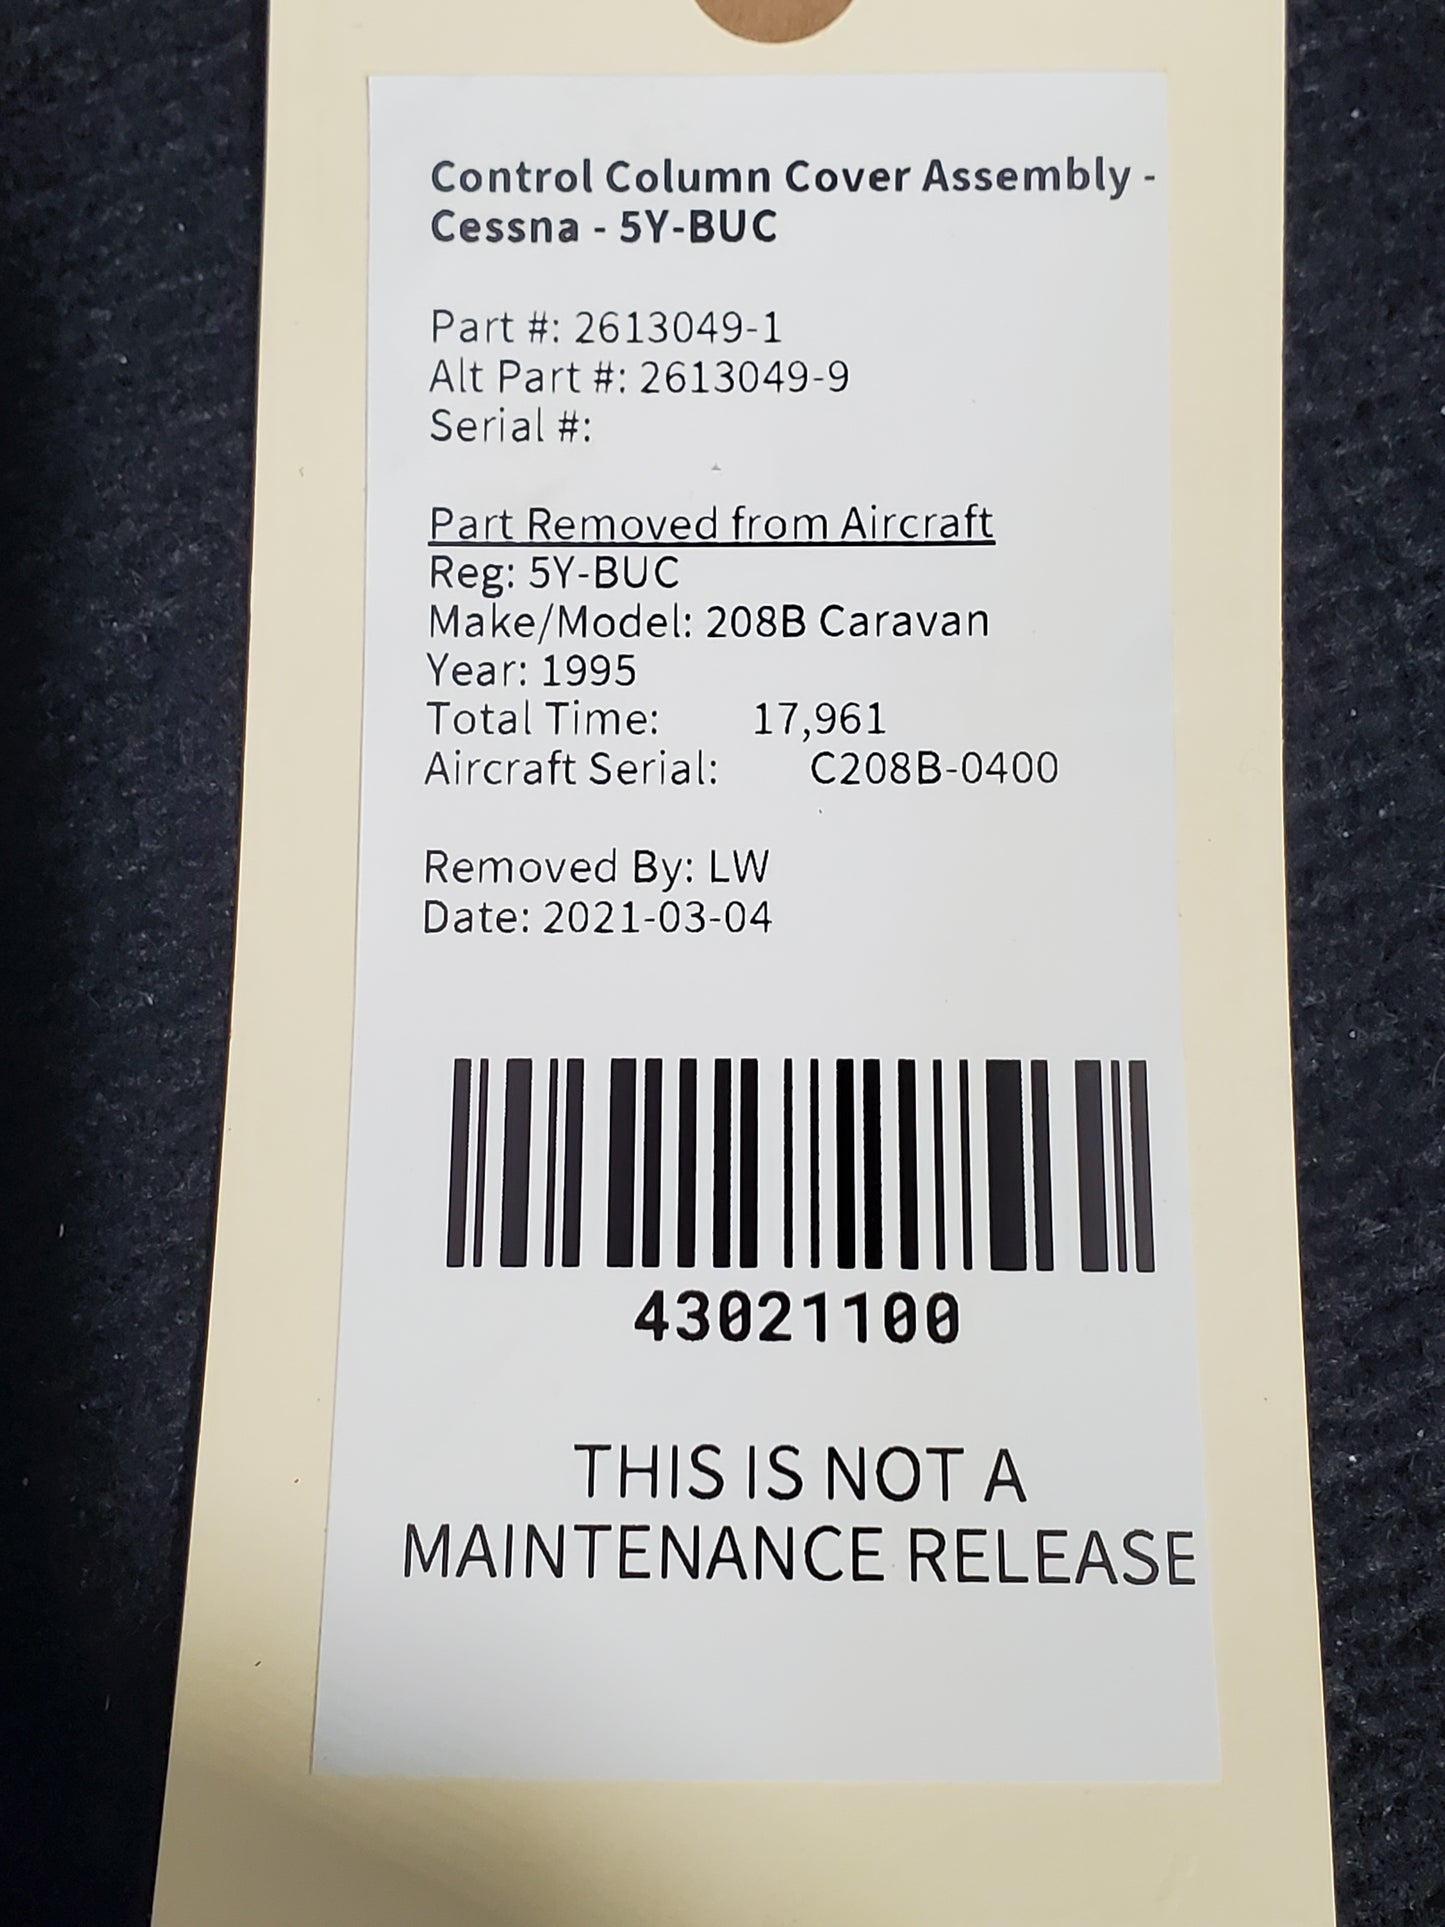 Control Column Cover Assembly -
Cessna - 5Y-BUC
Part #: 2613049-1
Alt Part #: 2613049-9
Serial #:
Part Removed from Aircraft
Reg: 5Y-BUC
Make/Model: 208B Caravan
Year: 1995
Total Time: 17,961
Aircraft Serial: C208B-0400
Removed By: LW
Date: 2021-03-04
43021100
THIS IS NOT A
MAINTENANCE RELEASE